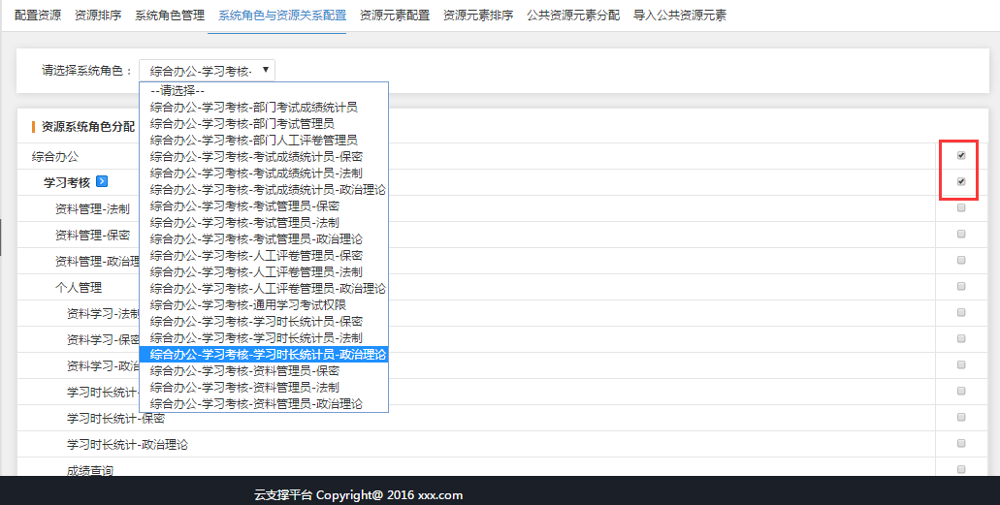 配置资源 资源排序 系统角色管理 系统角色与资源关系配置 资源元素配置 资源元素排序 公共资源元素分配 导入公共资源元素
请选择系统角色： 综合办公-学习考核-
--请选择--
综合办公-学习考核-部门考试成绩统计员
综合办公-学习考核-部门考试管理员
综合办公-学习考核-部门人工评卷管理员
综合办公-学习考核-考试成绩统计员-保密
综合办公-学习考核-考试成绩统计员-法制
综合办公-学习考核-考试成绩统计员-政治理论
综合办公-学习考核-考试管理员-保密
综合办公-学习考核-考试管理员-法制
综合办公-学习考核-考试管理员-政治理论
综合办公-学习考核-人工评卷管理员-保密
综合办公-学习考核-人工评卷管理员-法制
综合办公-学习考核-人工评卷管理员-政治理论
综合办公-学习考核-通用学习考试权限
综合办公-学习考核-学习时长统计员-保密
综合办公-学习考核-学习时长统计员-法制
综合办公-学习考核-学习时长统计员-政治理论
综合办公-学习考核-资料管理员-保密
综合办公-学习考核-资料管理员-法制
综合办公-学习考核-资料管理员-政治理论
资源系统角色分配
综合办公
学习考核
资料管理-法制
资料管理-保密
资料管理-政治理
个人管理
资料学习-法制
资料学习-保密
资料学习-政治
学习时长统计-
学习时长统计-保密
学习时长统计-政治理论
成绩查询
云支撑平台 Copyright@ 2016 xxx.com